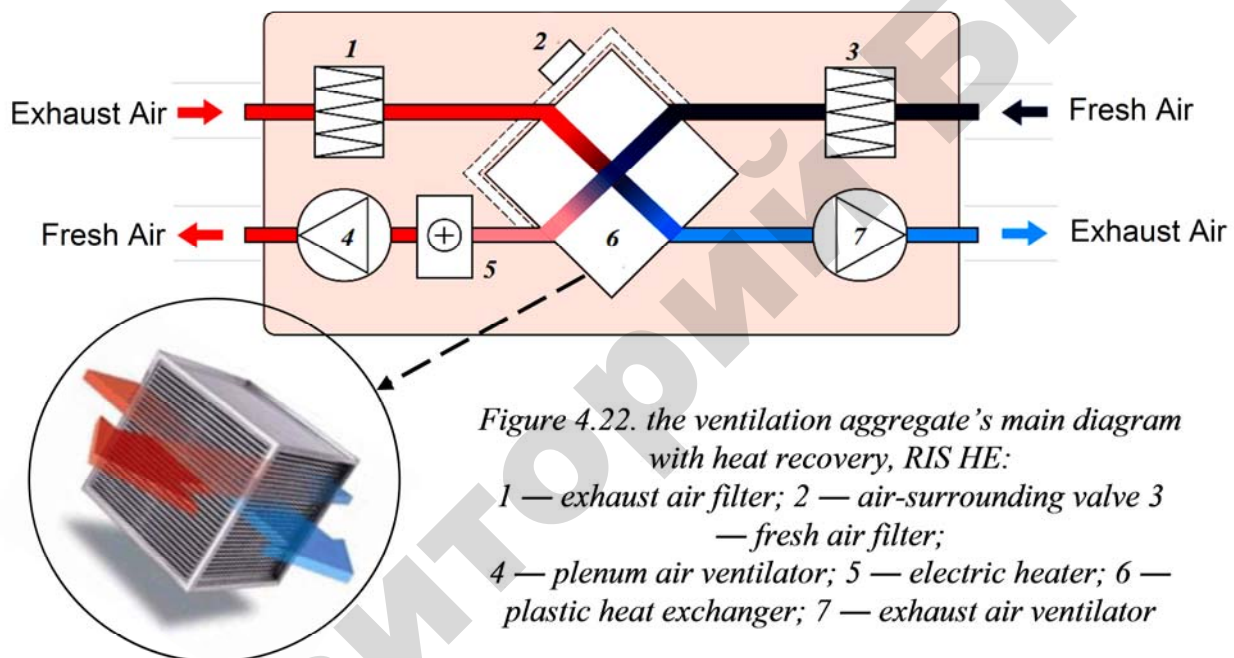 1
2
3
Exhaust Air
Fresh Air
Fresh Air
4
5
6
7
Exhaust Air
Figure 4.22. the ventilation aggregate’s main diagram
with heat recovery, RIS HE:
1 — exhaust air filter; 2 — air-surrounding valve 3
— fresh air filter;
4 — plenum air ventilator; 5 — electric heater; 6 —
plastic heat exchanger; 7 — exhaust air ventilator